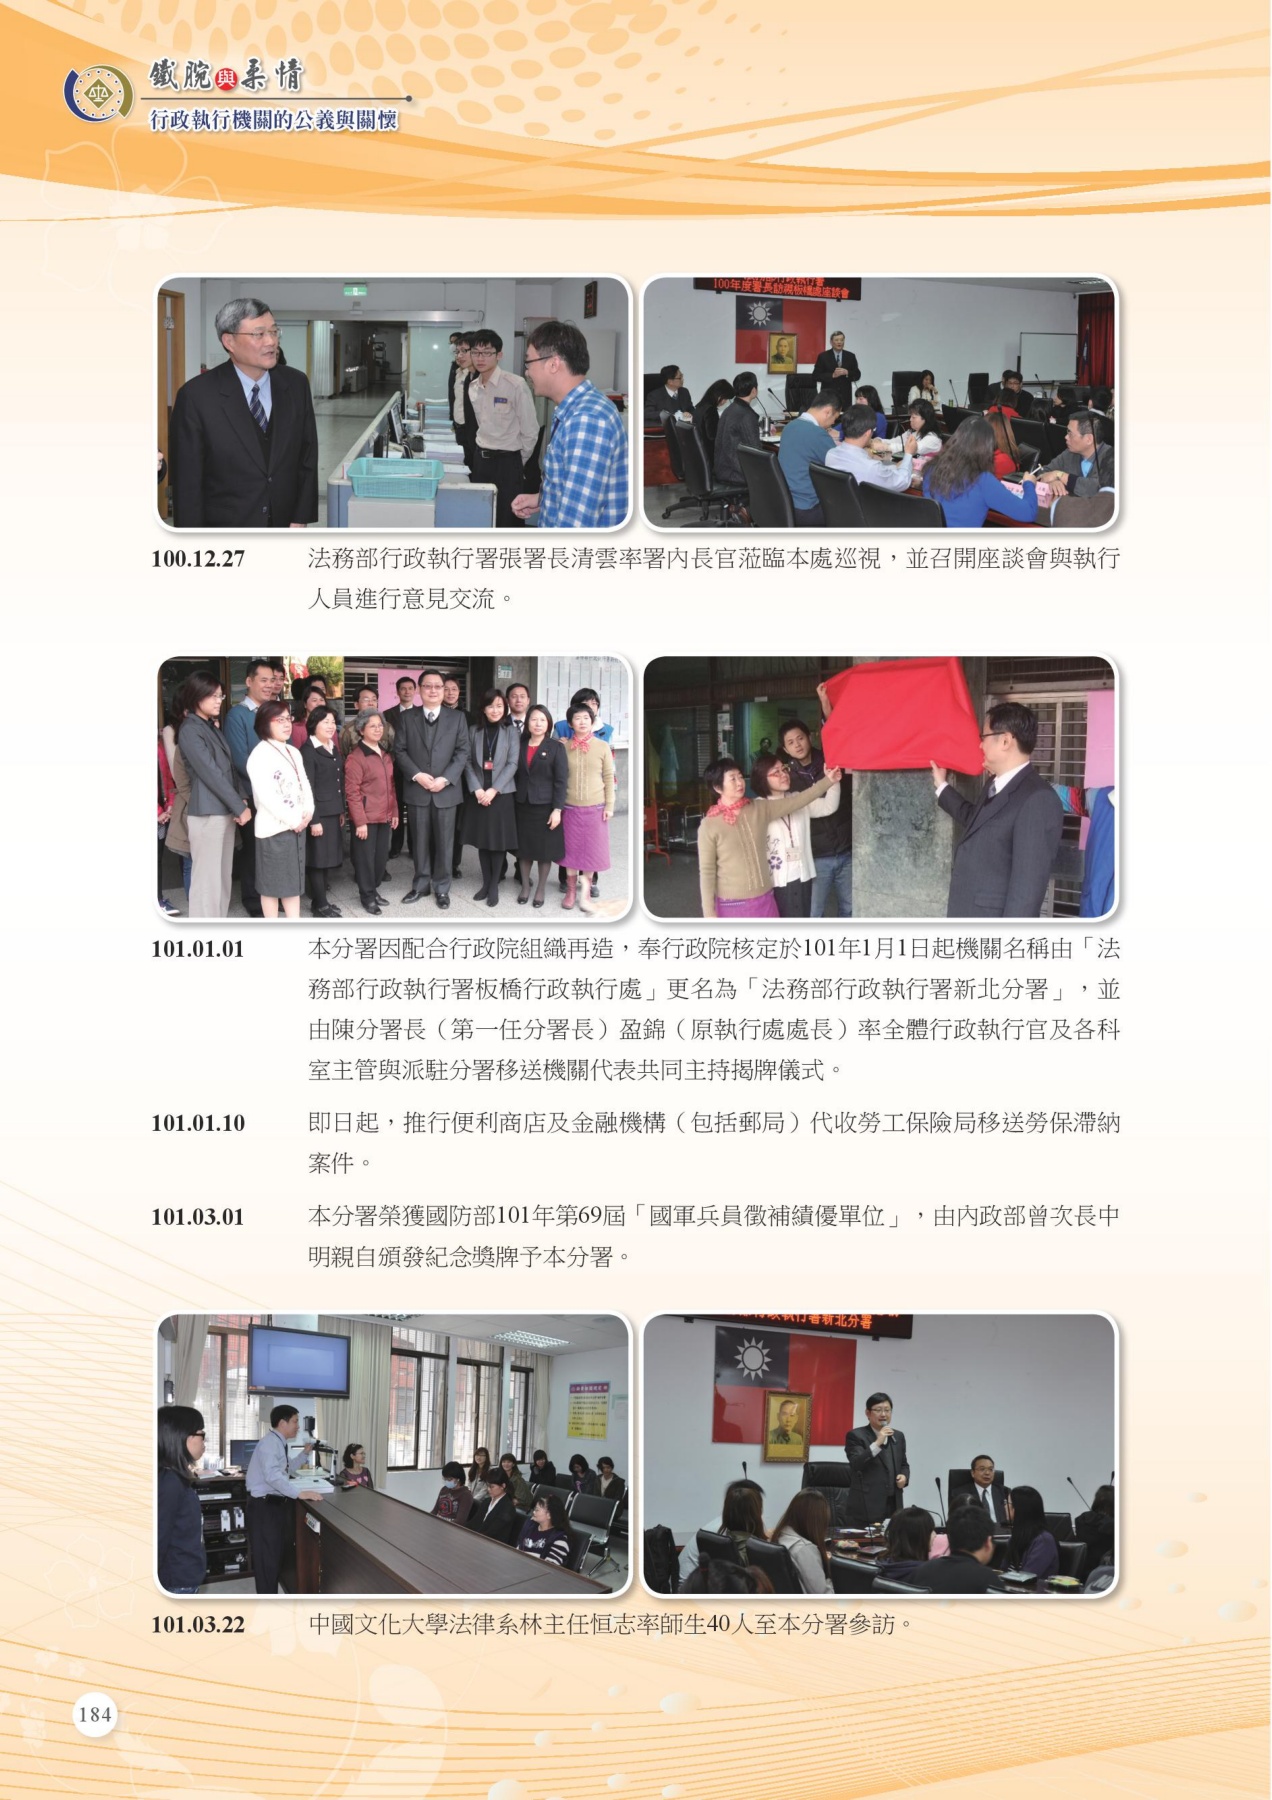 鐵腕與柔情
行政執行機關的公義與關懷
100年度署長訪視板橋處座談會
100.12.27 法務部行政執行署張署長清雲率署內長官蒞臨本處巡視，並召開座談會與執行
人員進行意見交流。
101.01.01 本分署因配合行政院組織再造，奉行政院核定於101年1月1日起機關名稱由「法
務部行政執行署板橋行政執行處」更名為「法務部行政執行署新北分署」，並
由陳分署長（第一任分署長）盈錦（原執行處處長）率全體行政執行官及各科
室主管與派駐分署移送機關代表共同主持揭牌儀式。
101.01.10 即日起，推行便利商店及金融機構（包括郵局）代收勞工保險局移送勞保滯納
案件。
101.03.01 本分署榮獲國防部101年第69屆「國軍兵員徵補績優單位」，由內政部曾次長中
明親自頒發紀念獎牌予本分署。
行政執行署新北分署
101.03.22 中國文化大學法律系林主任恒志率師生40人至本分署參訪。
184